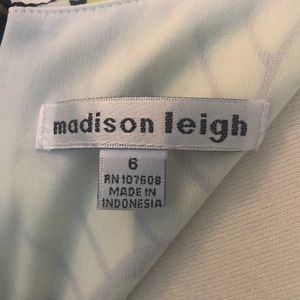 madison leigh
6
RN 107608
MADE IN
INDONESIA